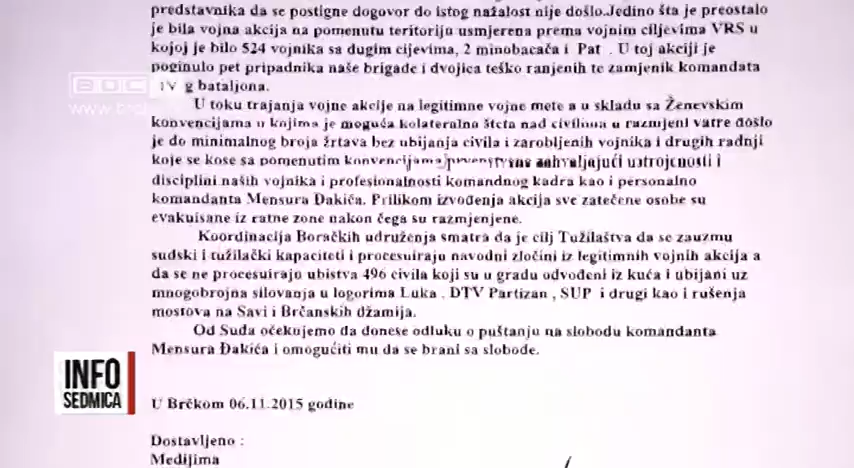 predstavnika da se postigne dogovor do istog nažalost nije došlo.Jedino šta je preostalo
je bila vojna akcija na pomenutu teritoriju usmjerena prema vojnim ciljevima VRS u
kojoj je bilo 524 vojnika sa dugim cijevima, 2 minobacača i Pat . U toj akciji je
poginulo pet pripadnika naše brigade i dvojica teško ranjenih te zamjenik komandata
IV g bataljona.
U toku trajanja vojne akcije na legitimne vojne mete a u skladu sa Ženevskim
konvencijama u kojima je moguća kolateralno šteta nad civilima u razmjeni vatre došlo
je do minimalnog broja žrtava bez ubijanja civila i zarobljenih vojnika i drugih radnji
koje se kose sa pomenutim konvencijama,prvenstveno zahvaljujući ustrojenosti i
disciplini naših vojnika i profesionalnosti komandnog kadra kao i personalno
komandanta Mensura Đakića. Prilikom izvođenja akcija sve zatečene osobe su
evakuisane iz ratne zone nakon čega su razmjenjene.
Koordinacija Boračkih udruženja smatra da je cilj Tužilaštva da se zauzmu
sudski i tužilački kapaciteti i procesuiraju navodni zločini iz legitimnih vojnih akcija a
da se ne procesuiraju ubistva 496 civila koji su u gradu odvođeni iz kuća i ubijani uz
mnogobrojna silovanja u logorima Luka , DTV Partizan , SUP i drugi kao i rušenja
mostova na Savi i Brčanskih džamija.
Od Suda očekujemo da donese odluku o puštanju na slobodu komandanta
Mensura Đakića i omogućiti mu da se brani sa slobode.
INFO
SEDMICA
U Brčkom 06.11.2015 godine
Dostavljeno :
Medijima